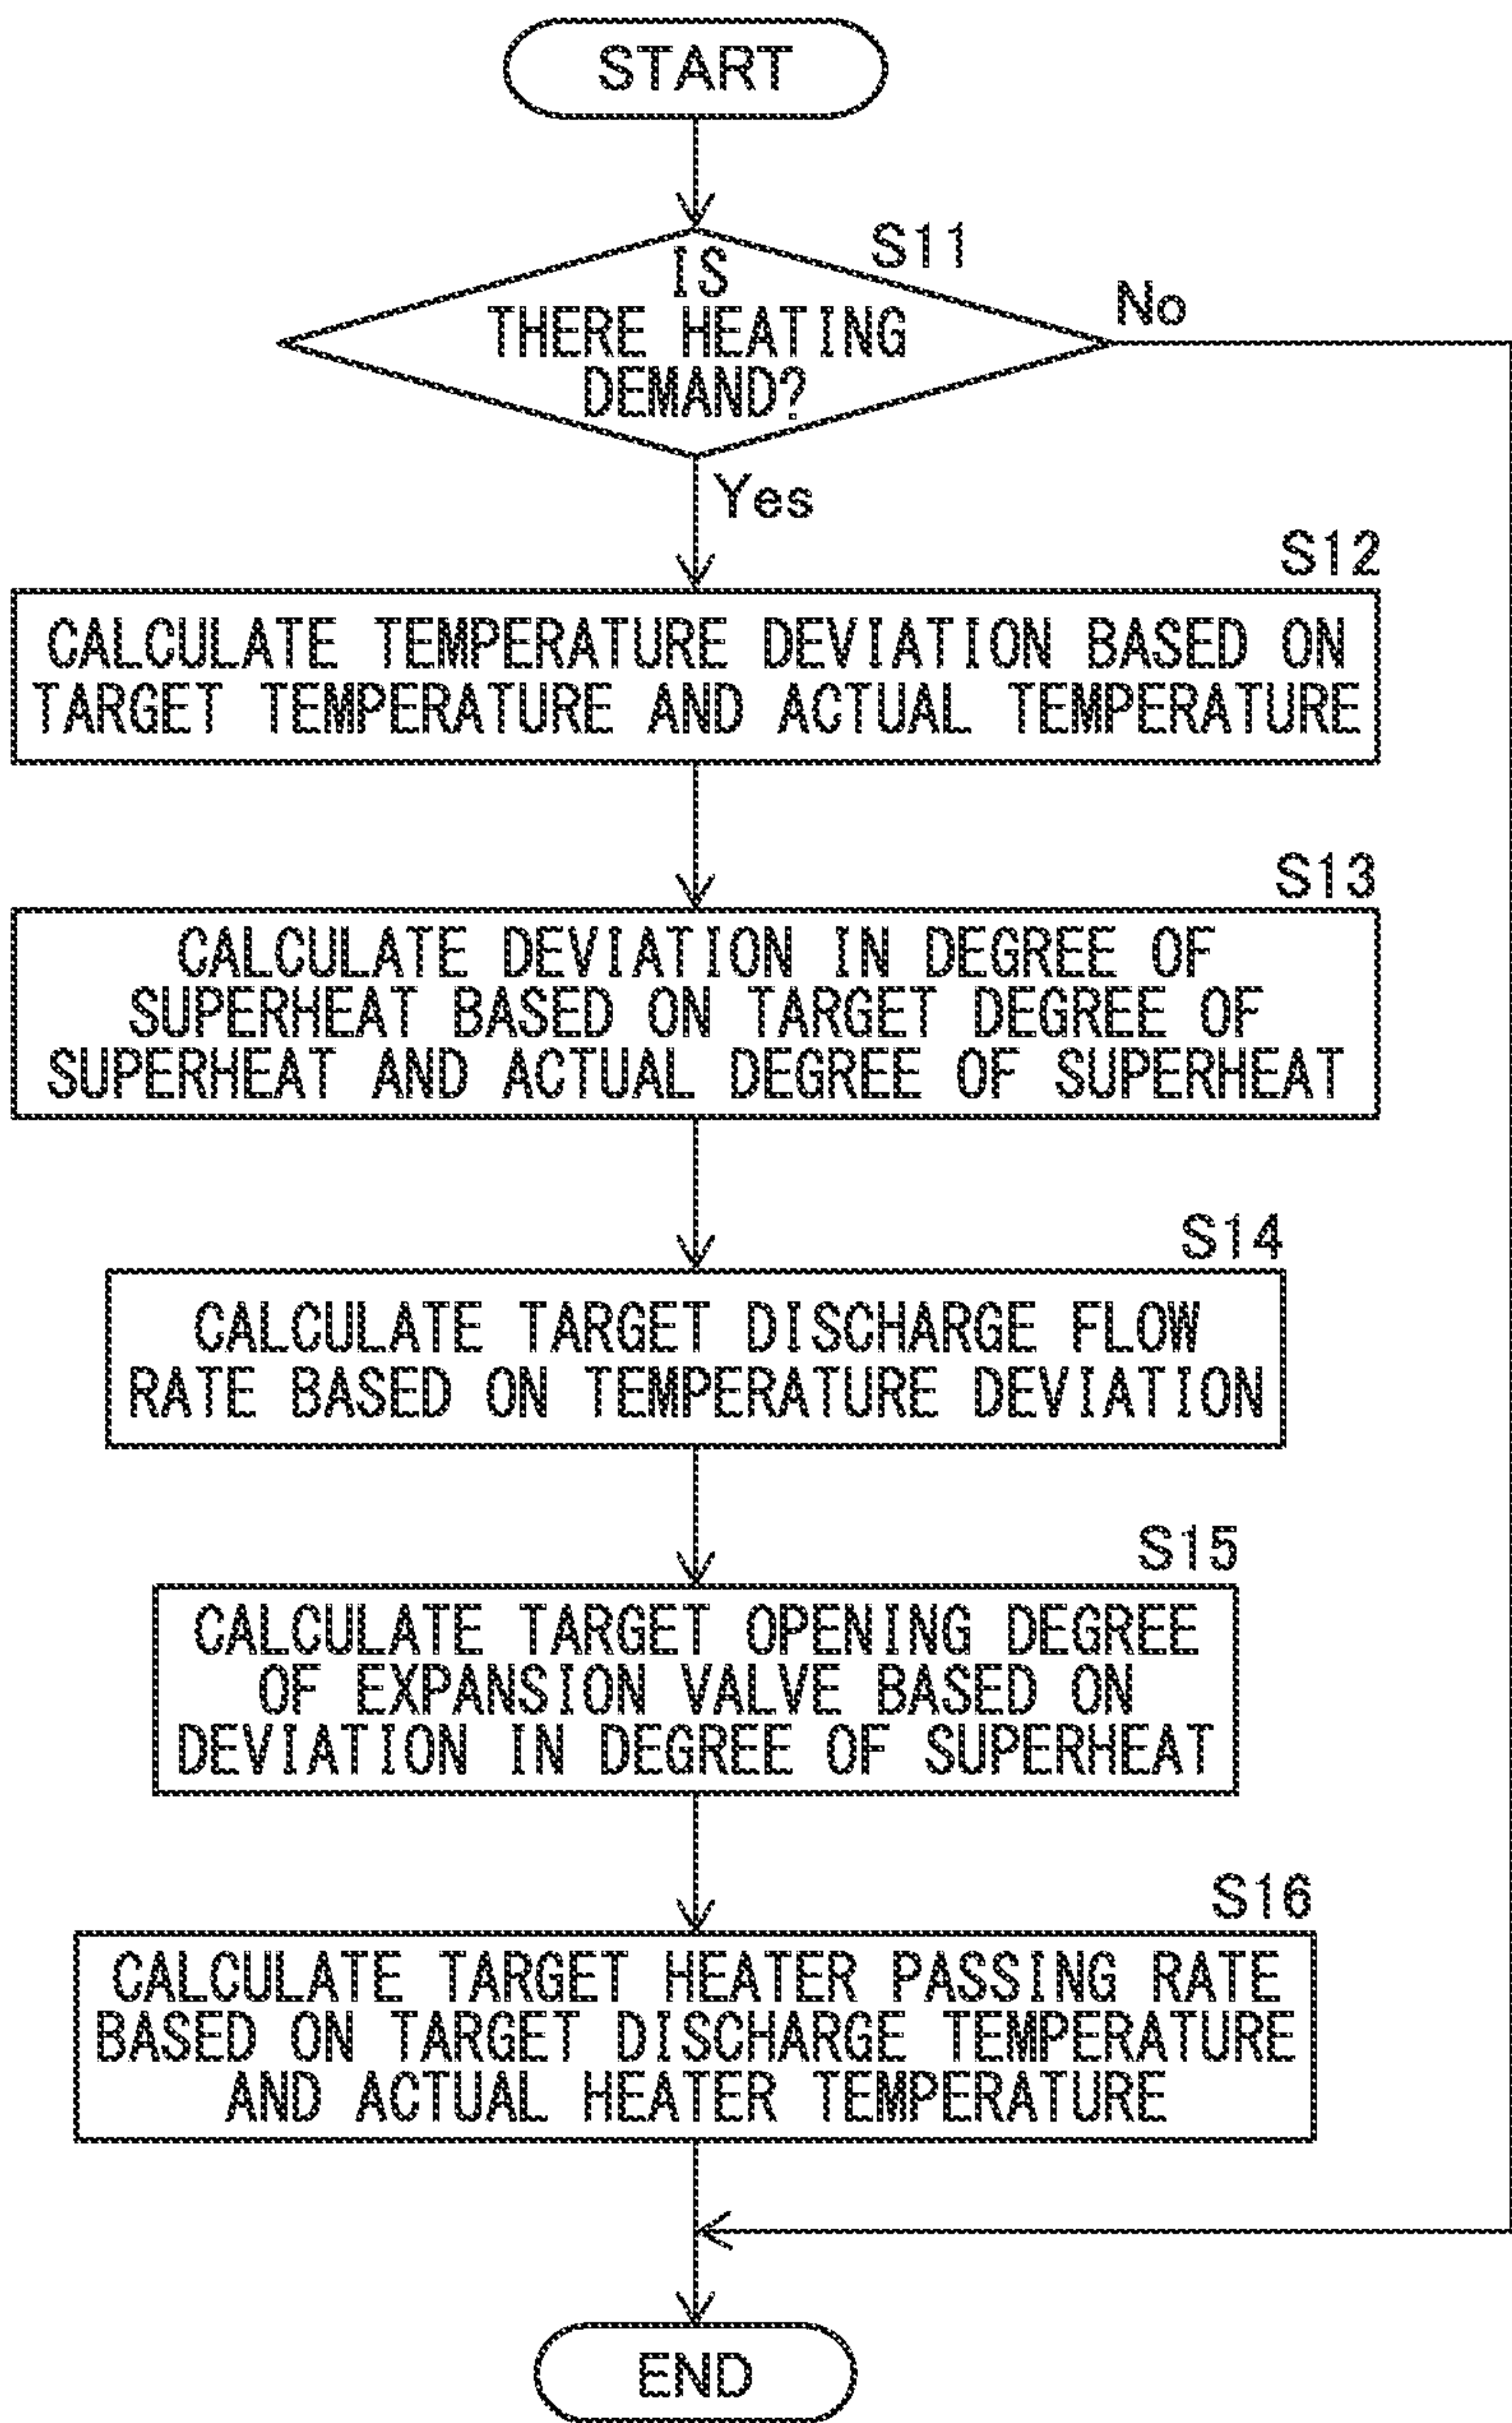 START
S11
IS
THERE HEATING
DEMAND?
No
Yes
S12
CALCULATE TEMPERATURE DEVIATION BASED ON
TARGET TEMPERATURE AND ACTUAL TEMPERATURE
S13
CALCULATE DEVIATION IN DEGREE OF
SUPERHEAT BASED ON TARGET DEGREE OF
SUPERHEAT AND ACTUAL DEGREE OF SUPERHEAT
S14
CALCULATE TARGET DISCHARGE FLOW
RATE BASED ON TEMPERATURE DEVIATION
S15
CALCULATE TARGET OPENING DEGREE
OF EXPANSION VALVE BASED ON
DEVIATION IN DEGREE OF SUPERHEAT
S16
CALCULATE TARGET HEATER PASSING RATE
BASED ON TARGET DISCHARGE TEMPERATURE
AND ACTUAL HEATER TEMPERATURE
END